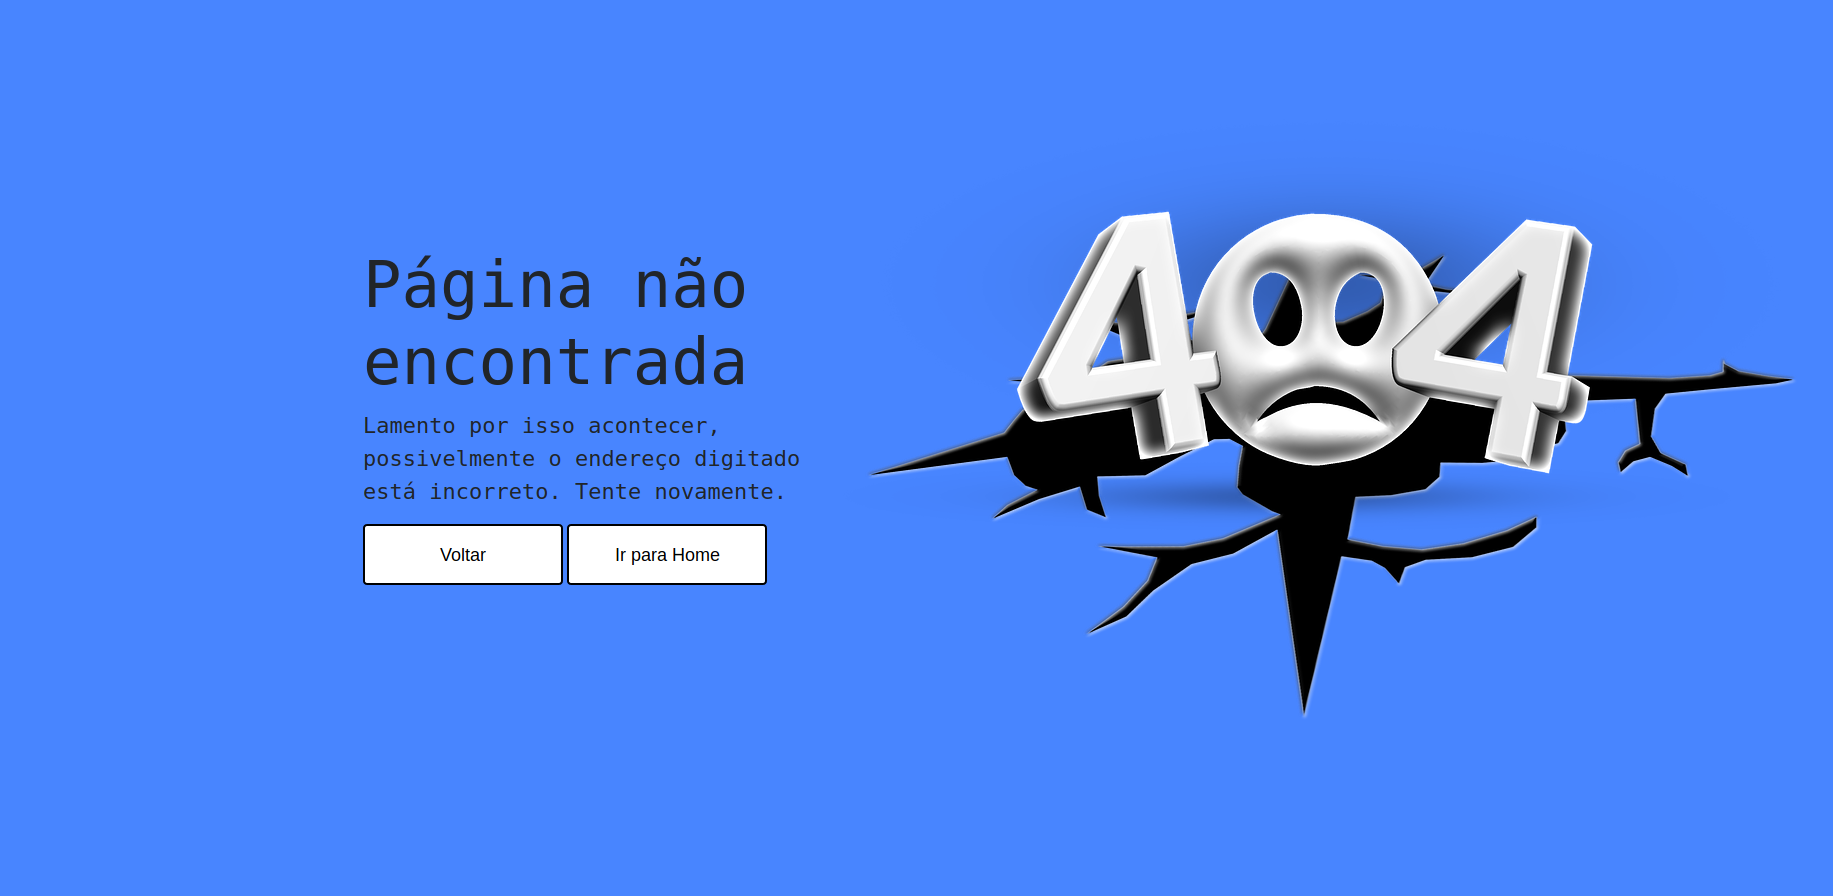 Página não
encontrada
Lamento por isso acontecer,
possivelmente o endereço digitado
está incorreto. Tente novamente.
Voltar
Ir para Home
404